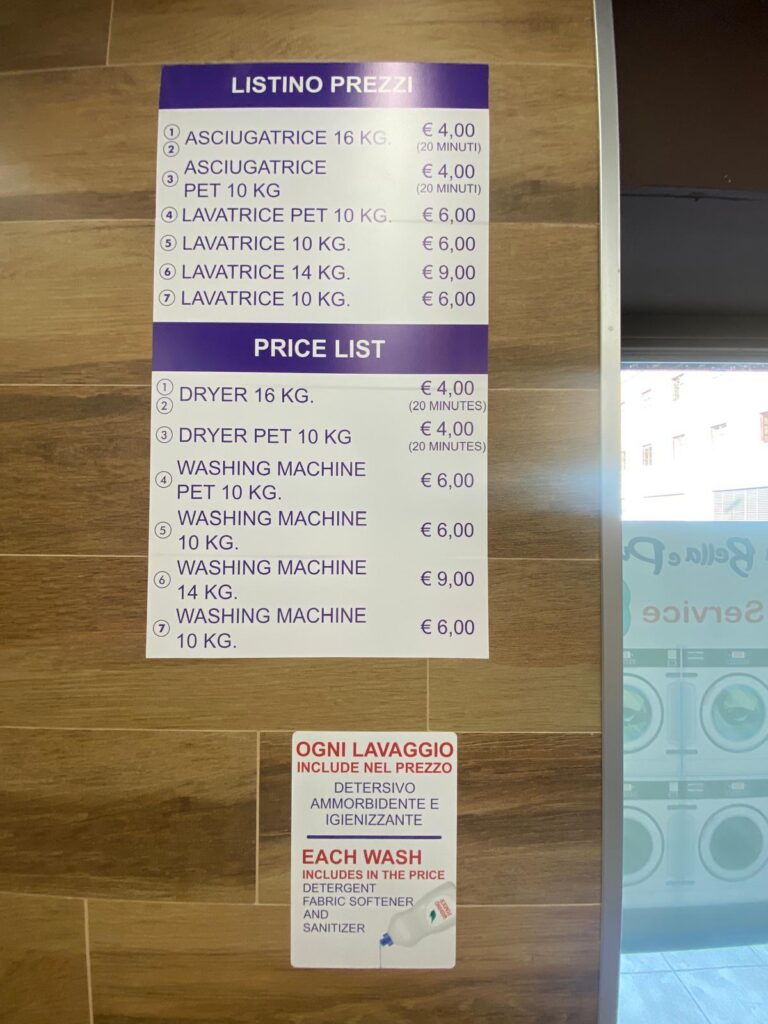 LISTINO PREZZI
1 ASCIUGATRICE 16 KG. € 4,00
2 (20 MINUTI)
3 ASCIUGATRICE € 4,00
PET 10 KG (20 MINUTI)
4 LAVATRICE PET 10 KG. € 6,00
5 LAVATRICE 10 KG. € 6,00
6 LAVATRICE 14 KG. € 9,00
7 LAVATRICE 10 KG. € 6,00
PRICE LIST
1 DRYER 16 KG. € 4,00
2 (20 MINUTES)
3 DRYER PET 10 KG € 4,00
(20 MINUTES)
4 WASHING MACHINE
PET 10 KG. € 6,00
5 WASHING MACHINE
10 KG. € 6,00
6 WASHING MACHINE
14 KG. € 9,00
7 WASHING MACHINE
10 KG. € 6,00
OGNI LAVAGGIO
INCLUDE NEL PREZZO
DETERSIVO
AMMORBIDENTE E
IGIENIZZANTE
EACH WASH
INCLUDES IN THE PRICE
DETERGENT
FABRIC SOFTENER
AND
SANITIZER
Bella e
Service